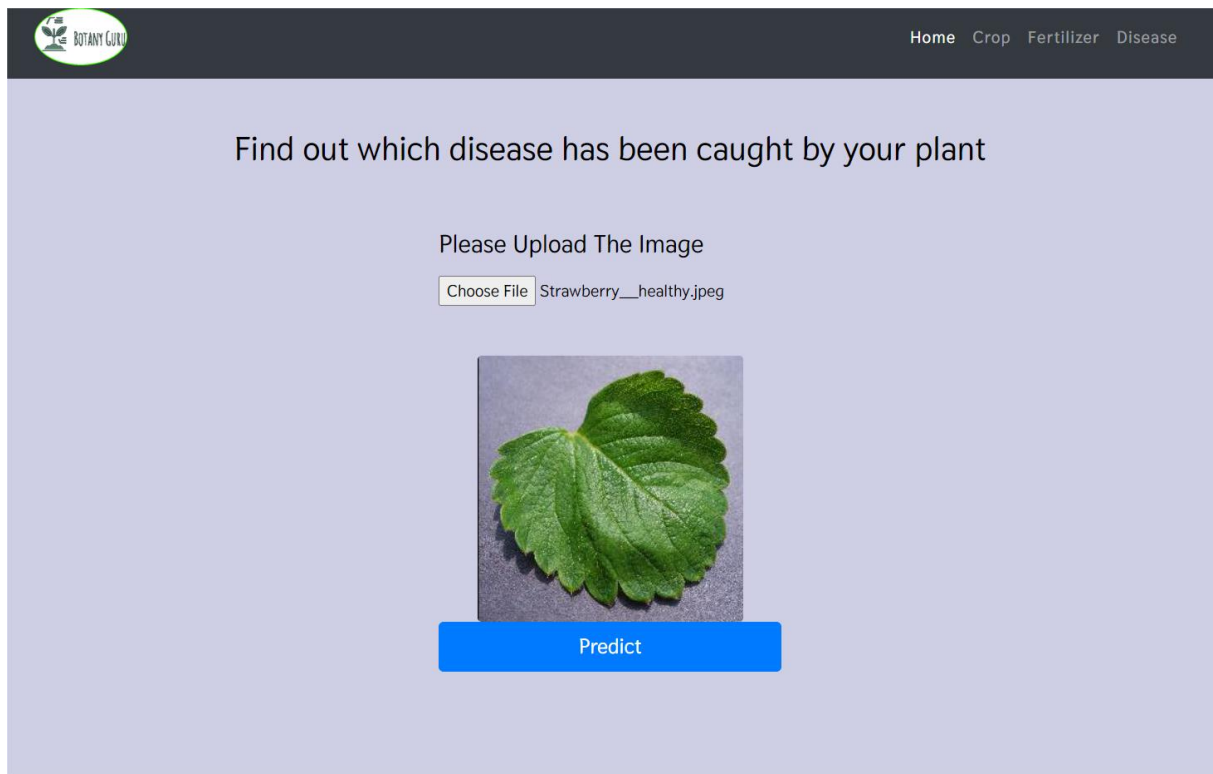 BOTANY GURU
Home Crop Fertilizer Disease
Find out which disease has been caught by your plant
Please Upload The Image
Choose File Strawberry__healthy.jpeg
Predict